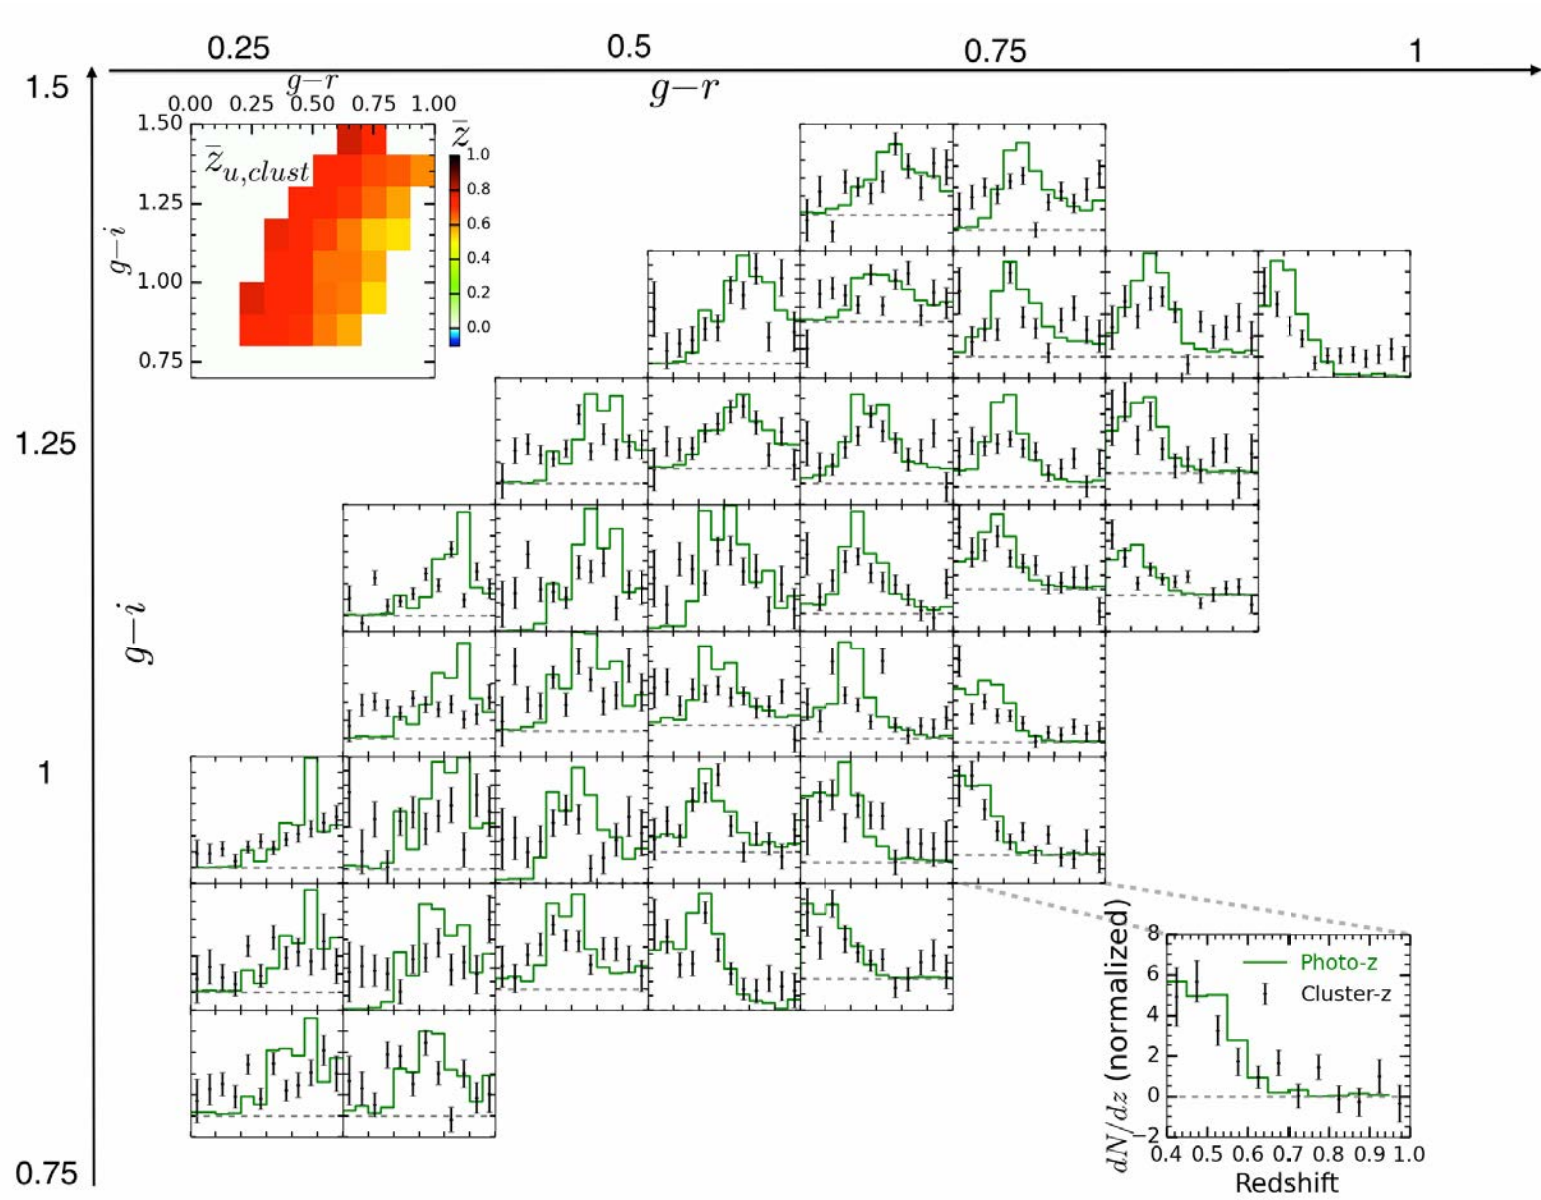 0.25 0.5 0.75 1
g−r
1.5
1.25
1
0.75
g−i
g−r
0.00 0.25 0.50 0.75 1.00
1.50
1.25
1.00
0.75
g−i
z̄u,clust
z̄
1.0
0.8
0.6
0.4
0.2
0.0
dN/dz (normalized)
8
6
4
2
0
−2
Photo-z
Cluster-z
0.4 0.5 0.6 0.7 0.8 0.9 1.0
Redshift